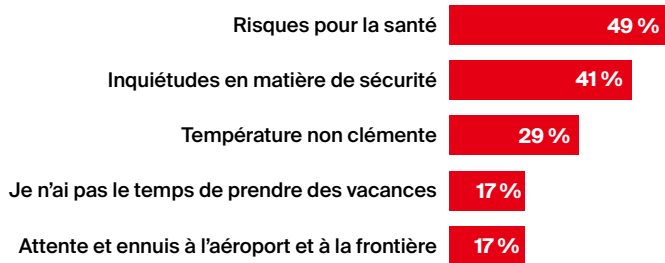 Risques pour la santé 49 %
Inquiétudes en matière de sécurité 41 %
Température non clémente 29 %
Je n’ai pas le temps de prendre des vacances 17 %
Attente et ennuis à l’aéroport et à la frontière 17 %